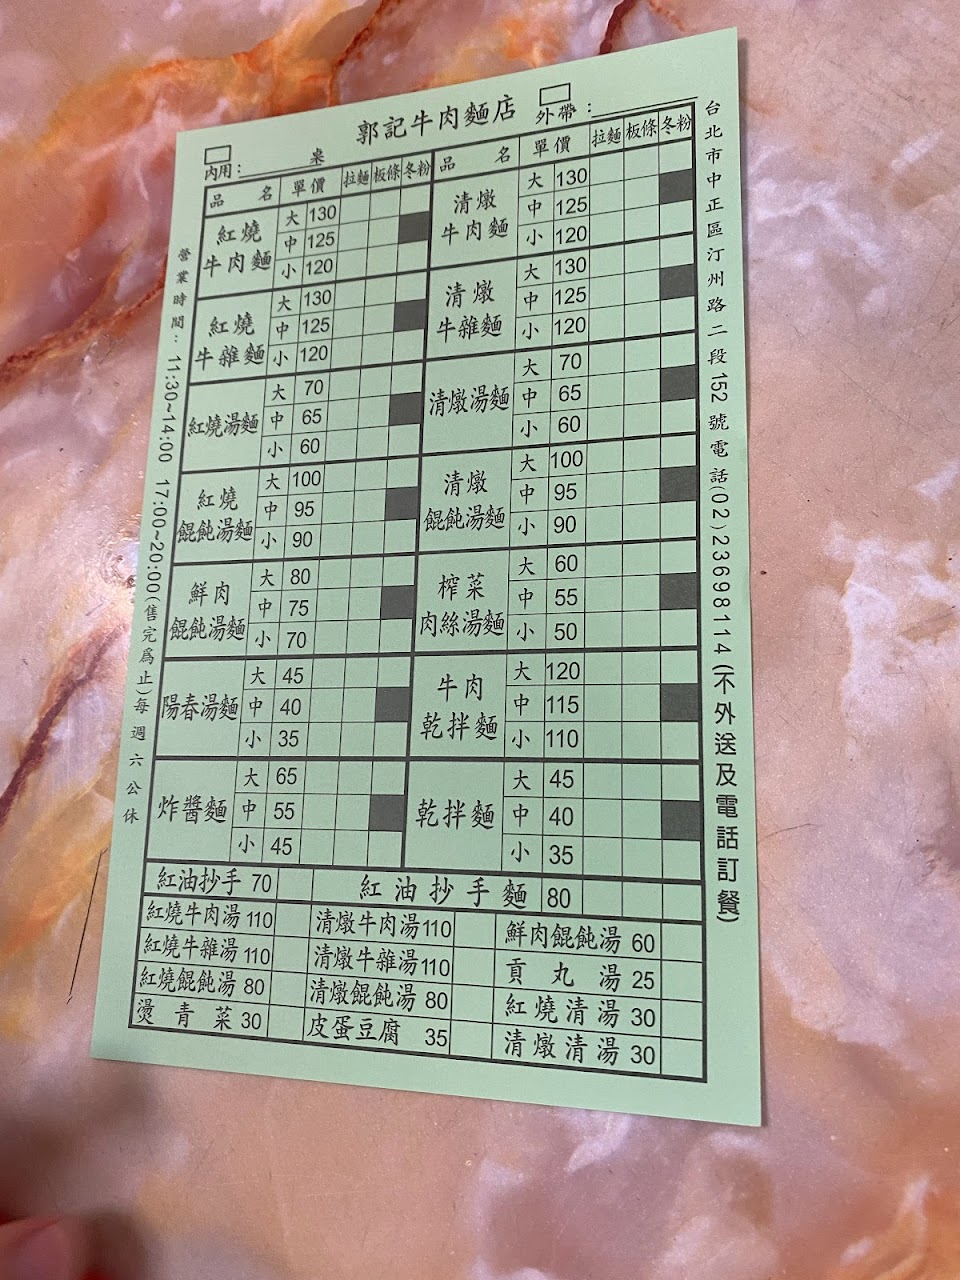 郭記牛肉麵店
內用：　桌
外帶：
品名 單價 拉麵 板條 冬粉 品名 單價 拉麵 板條 冬粉
紅燒牛肉麵 大 130 中 125 小 120
清燉牛肉麵 大 130 中 125 小 120
紅燒牛雜麵 大 130 中 125 小 120
清燉牛雜麵 大 130 中 125 小 120
紅燒湯麵 大 70 中 65 小 60
清燉湯麵 大 70 中 65 小 60
紅燒餛飩湯麵 大 100 中 95 小 90
清燉餛飩湯麵 大 100 中 95 小 90
鮮肉餛飩湯麵 大 80 中 75 小 70
榨菜肉絲湯麵 大 60 中 55 小 50
陽春湯麵 大 45 中 40 小 35
牛肉乾拌麵 大 120 中 115 小 110
炸醬麵 大 65 中 55 小 45
乾拌麵 大 45 中 40 小 35
紅油抄手 70 紅油抄手麵 80
紅燒牛肉湯 110 清燉牛肉湯 110 鮮肉餛飩湯 60
紅燒牛雜湯 110 清燉牛雜湯 110 貢丸湯 25
紅燒餛飩湯 80 清燉餛飩湯 80 紅燒清湯 30
燙青菜 30 皮蛋豆腐 35 清燉清湯 30
營業時間：11:30~14:00 17:00~20:00(售完為止)每週六公休
台北市中正區汀州路二段152號電話(02)23698114(不外送及電話訂餐)